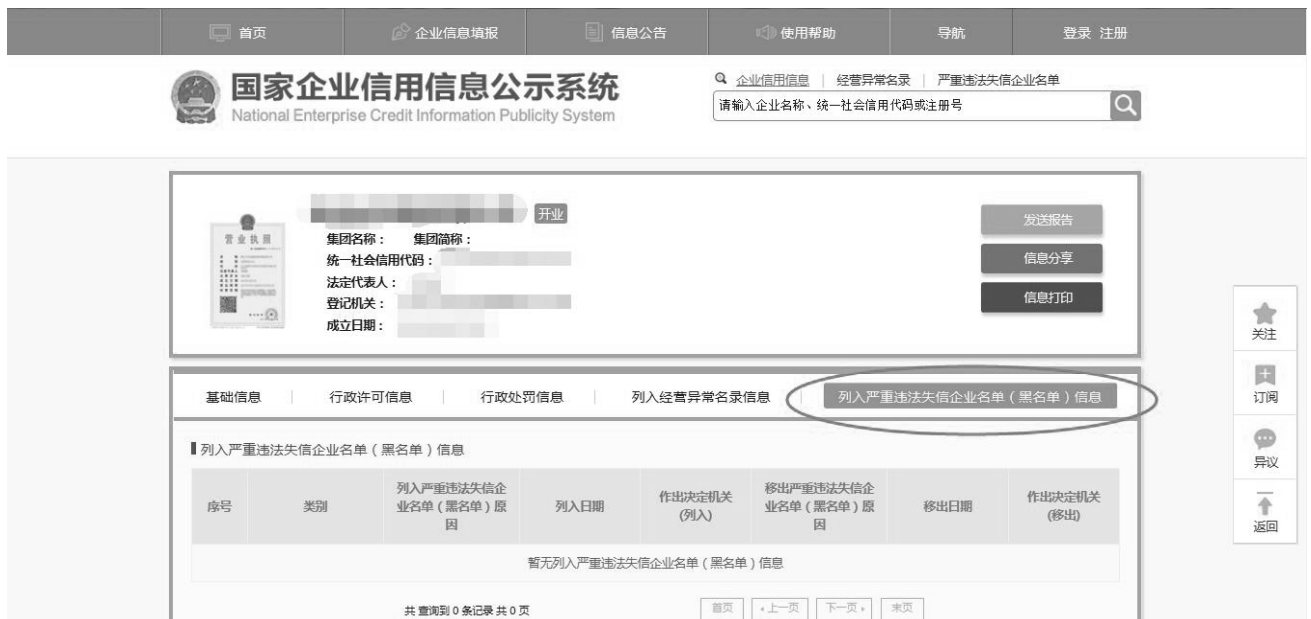 首页 企业信息填报 信息公告 使用帮助 导航 登录 注册
国家企业信用信息公示系统
National Enterprise Credit Information Publicity System
企业信用信息 | 经营异常名录 | 严重违法失信企业名单
请输入企业名称、统一社会信用代码或注册号
开业
营业执照
集团名称： 集团简称：
统一社会信用代码：
法定代表人：
登记机关：
成立日期：
发送报告
信息分享
信息打印
关注
订阅
异议
返回
基础信息 | 行政许可信息 | 行政处罚信息 | 列入经营异常名录信息 | 列入严重违法失信企业名单（黑名单）信息
列入严重违法失信企业名单（黑名单）信息
序号 类别 列入严重违法失信企业名单（黑名单）原因 列入日期 作出决定机关(列入) 移出严重违法失信企业名单（黑名单）原因 移出日期 作出决定机关(移出)
暂无列入严重违法失信企业名单（黑名单）信息
共 查询到 0 条记录 共 0 页 首页 上一页 下一页 末页